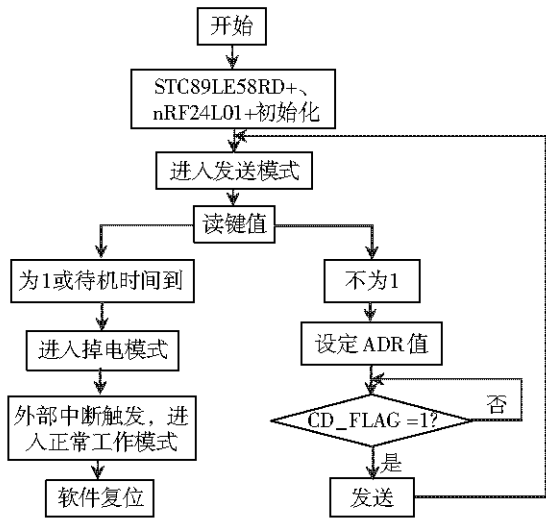 开始
STC89LE58RD+、
nRF24L01+初始化
进入发送模式
读键值
为1或待机时间到
不为1
进入掉电模式
设定ADR值
外部中断触发，进
入正常工作模式
CD_FLAG=1?
否
是
软件复位
发送